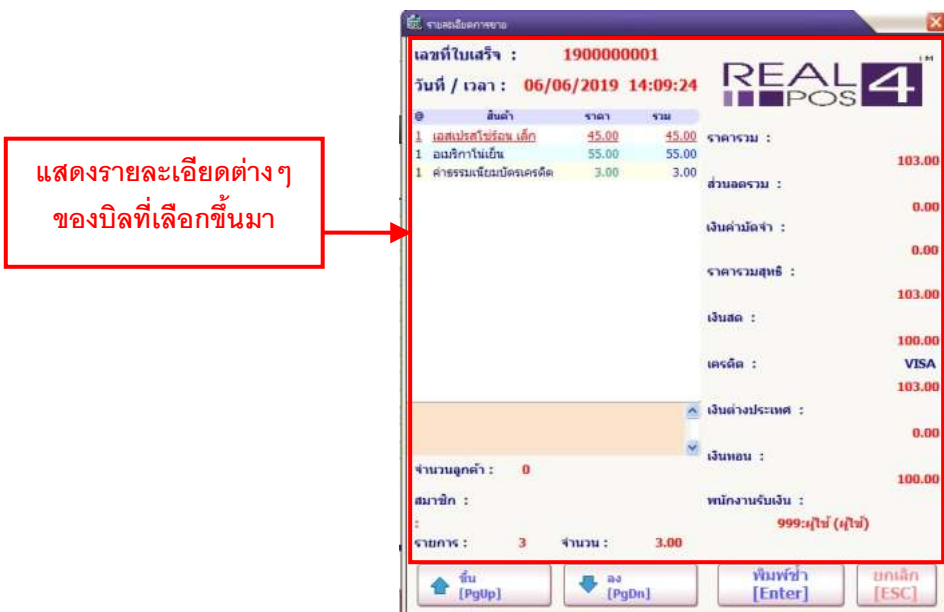 รายละเอียดการขาย
เลขที่ใบเสร็จ : 1900000001
วันที่ / เวลา : 06/06/2019 14:09:24
REAL POS 4 TM
@ สินค้า ราคา รวม
1 เอสเปรสโซ่ร้อน เล็ก 45.00 45.00
1 อเมริกาโน่เย็น 55.00 55.00
1 ค่าธรรมเนียมบัตรเครดิต 3.00 3.00
แสดงรายละเอียดต่างๆ
ของบิลที่เลือกขึ้นมา
ราคารวม :
103.00
ส่วนลดรวม :
0.00
เงินค่ามัดจำ :
0.00
ราคารวมสุทธิ :
103.00
เงินสด :
100.00
เครดิต : VISA
103.00
เงินต่างประเทศ :
0.00
เงินทอน :
100.00
จำนวนลูกค้า : 0
สมาชิก :
:
รายการ : 3 จำนวน : 3.00
พนักงานรับเงิน :
999:ผุ้ใช้ (ผุ้ใช้)
ขึ้น
[PgUp]
ลง
[PgDn]
พิมพ์ซ้ำ
[Enter]
ยกเลิก
[ESC]